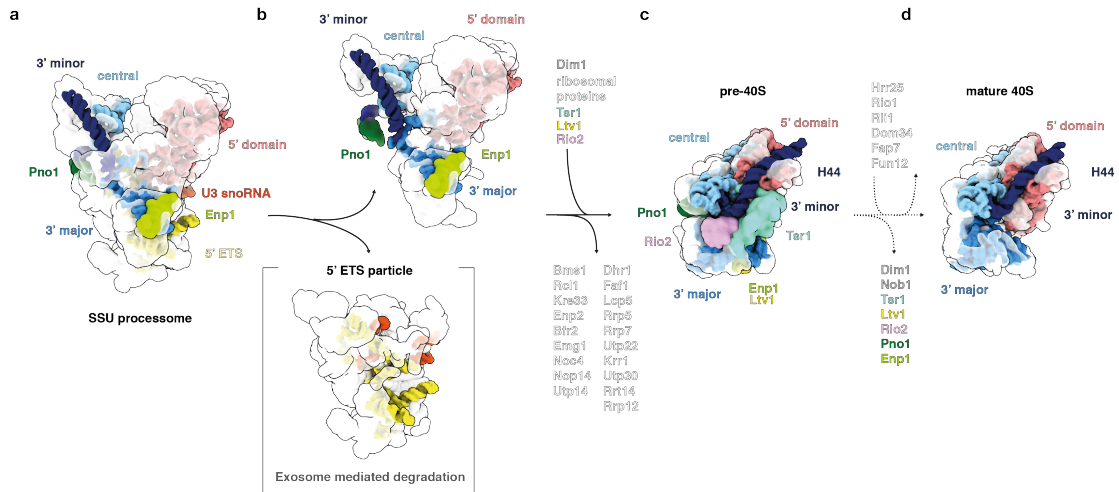 a
3’ minor
central
5’ domain
Pno1
U3 snoRNA
Enp1
3’ major
5’ ETS
SSU processome
b
3’ minor
central
5’ domain
Pno1
Enp1
3’ major
5’ ETS particle
Exosome mediated degradation
Dim1
ribosomal
proteins
Tsr1
Ltv1
Rio2
Bms1
Rcl1
Kre33
Enp2
Bfr2
Emg1
Noc4
Nop14
Utp14
Dhr1
Faf1
Lcp5
Rrp5
Rrp7
Utp22
Krr1
Utp30
Rrt14
Rrp12
c
pre-40S
central
5’ domain
H44
Pno1
3’ minor
Rio2
Tsr1
3’ major
Enp1
Ltv1
Hrr25
Rio1
Rli1
Dom34
Fap7
Fun12
Dim1
Nob1
Tsr1
Ltv1
Rio2
Pno1
Enp1
d
mature 40S
5’ domain
central
H44
3’ minor
3’ major